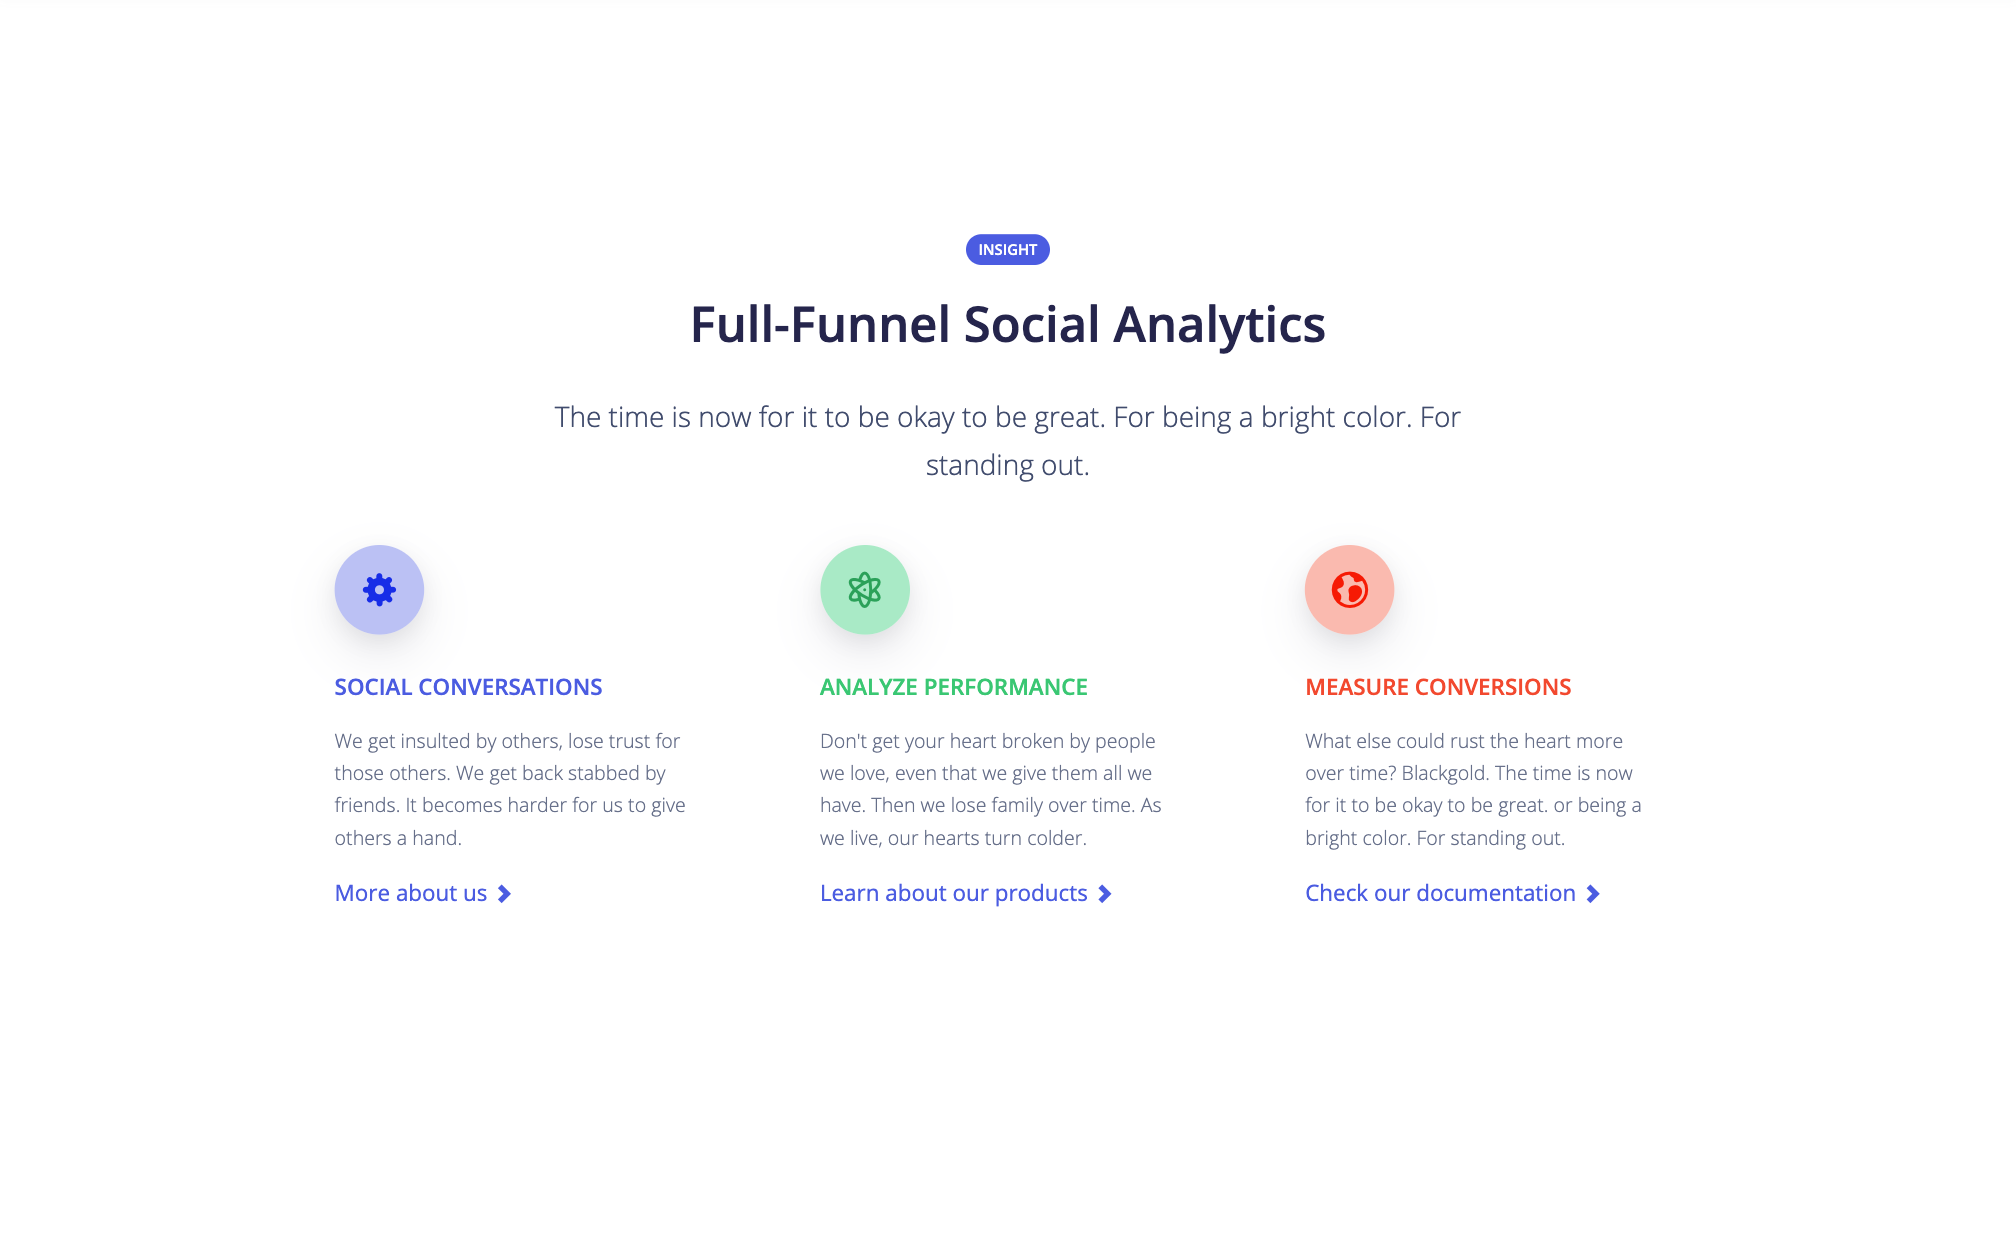 INSIGHT
Full-Funnel Social Analytics
The time is now for it to be okay to be great. For being a bright color. For
standing out.
SOCIAL CONVERSATIONS
We get insulted by others, lose trust for
those others. We get back stabbed by
friends. It becomes harder for us to give
others a hand.
More about us
ANALYZE PERFORMANCE
Don't get your heart broken by people
we love, even that we give them all we
have. Then we lose family over time. As
we live, our hearts turn colder.
Learn about our products
MEASURE CONVERSIONS
What else could rust the heart more
over time? Blackgold. The time is now
for it to be okay to be great. or being a
bright color. For standing out.
Check our documentation